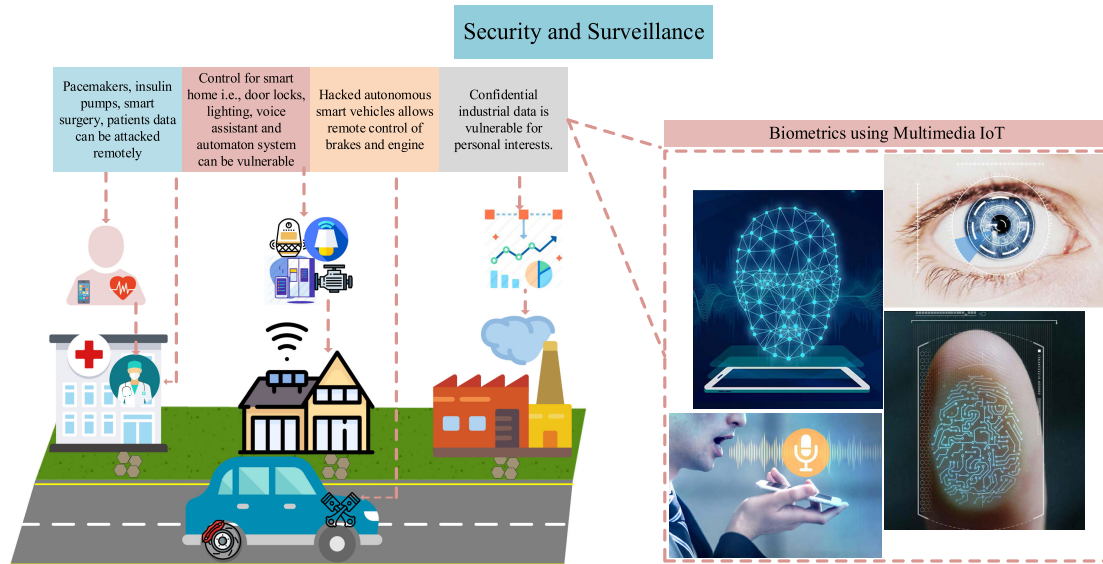 Security and Surveillance
Pacemakers, insulin
pumps, smart
surgery, patients data
can be attacked
remotely
Control for smart
home i.e., door locks,
lighting, voice
assistant and
automaton system
can be vulnerable
Hacked autonomous
smart vehicles allows
remote control of
brakes and engine
Confidential
industrial data is
vulnerable for
personal interests.
Biometrics using Multimedia IoT